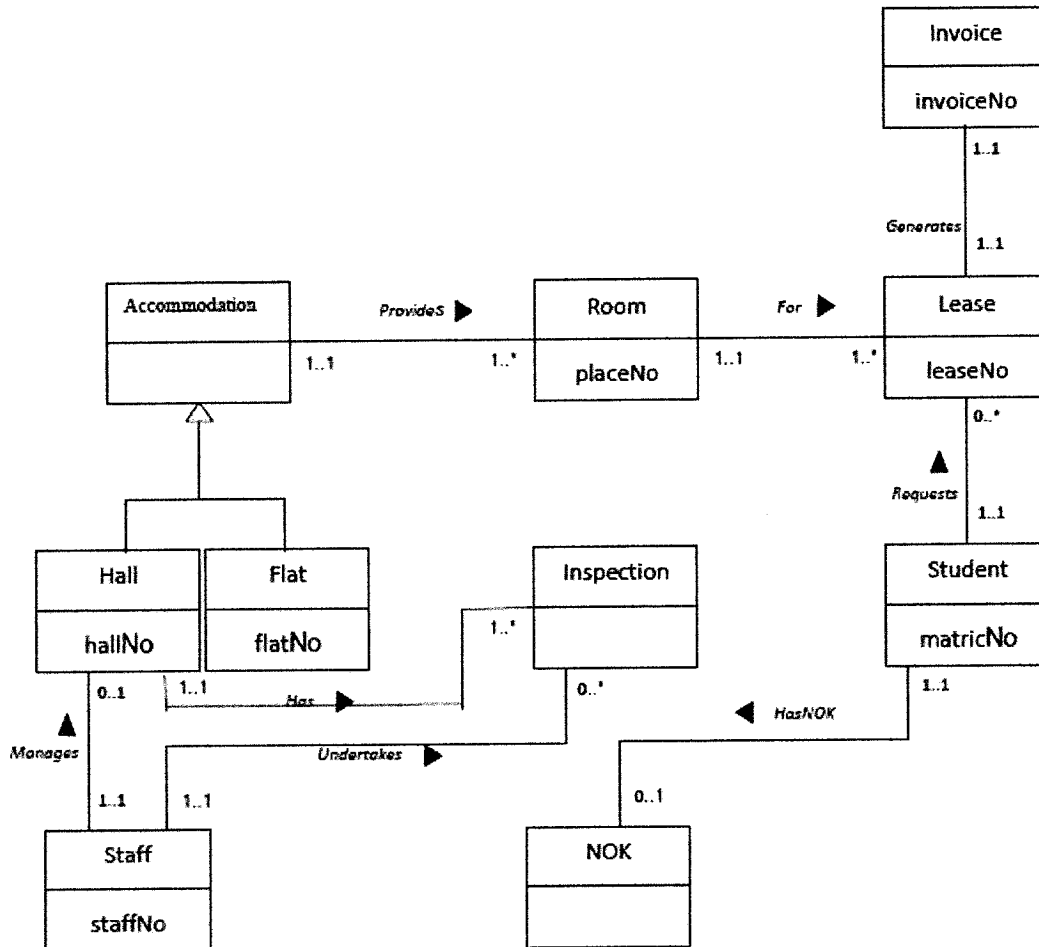 Invoice
invoiceNo
1..1
Generates
1..1
Accommodation
ProvideS
Room
For
Lease
1..1
1..*
placeNo
1..1
1..*
leaseNo
0..*
Requests
1..1
Hall
Flat
Inspection
Student
hallNo
flatNo
1..*
matricNo
0..1
1..1
Has
0..*
1..1
HasNOK
Manages
Undertakes
1..1
1..1
0..1
Staff
NOK
staffNo